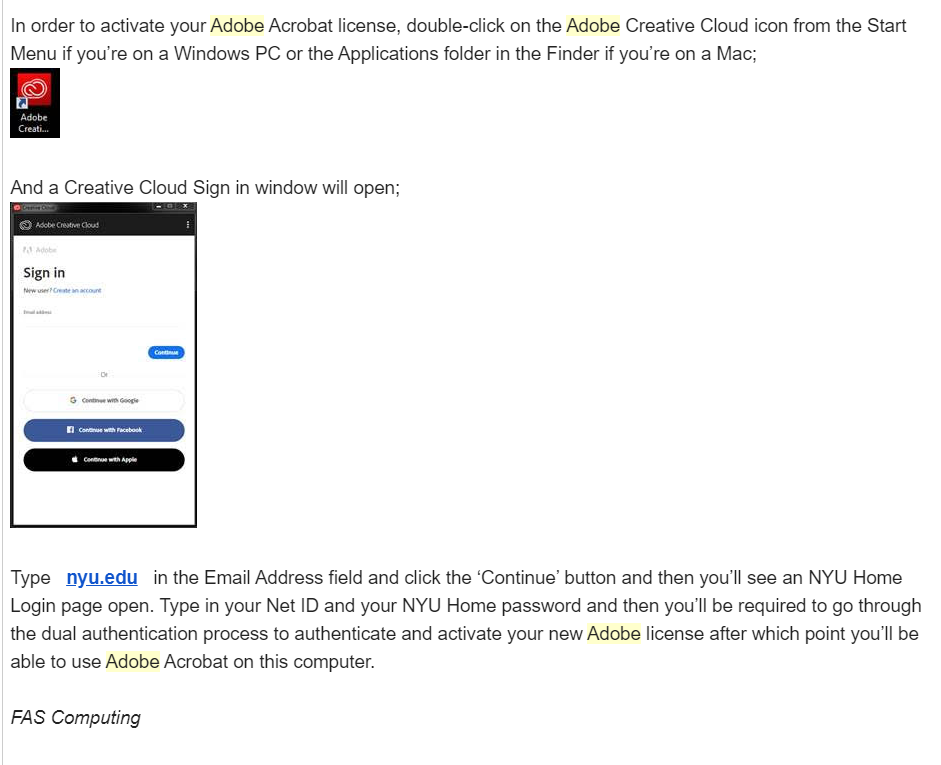 In order to activate your Adobe Acrobat license, double-click on the Adobe Creative Cloud icon from the Start
Menu if you're on a Windows PC or the Applications folder in the Finder if you're on a Mac;
Adobe
Creati...
And a Creative Cloud Sign in window will open;
Creative Cloud
Adobe Creative Cloud
Adobe
Sign in
New user? Create an account
Email address
Continue
Or
Continue with Google
Continue with Facebook
Continue with Apple
Type nyu.edu in the Email Address field and click the ‘Continue’ button and then you'll see an NYU Home
Login page open. Type in your Net ID and your NYU Home password and then you'll be required to go through
the dual authentication process to authenticate and activate your new Adobe license after which point you'll be
able to use Adobe Acrobat on this computer.
FAS Computing